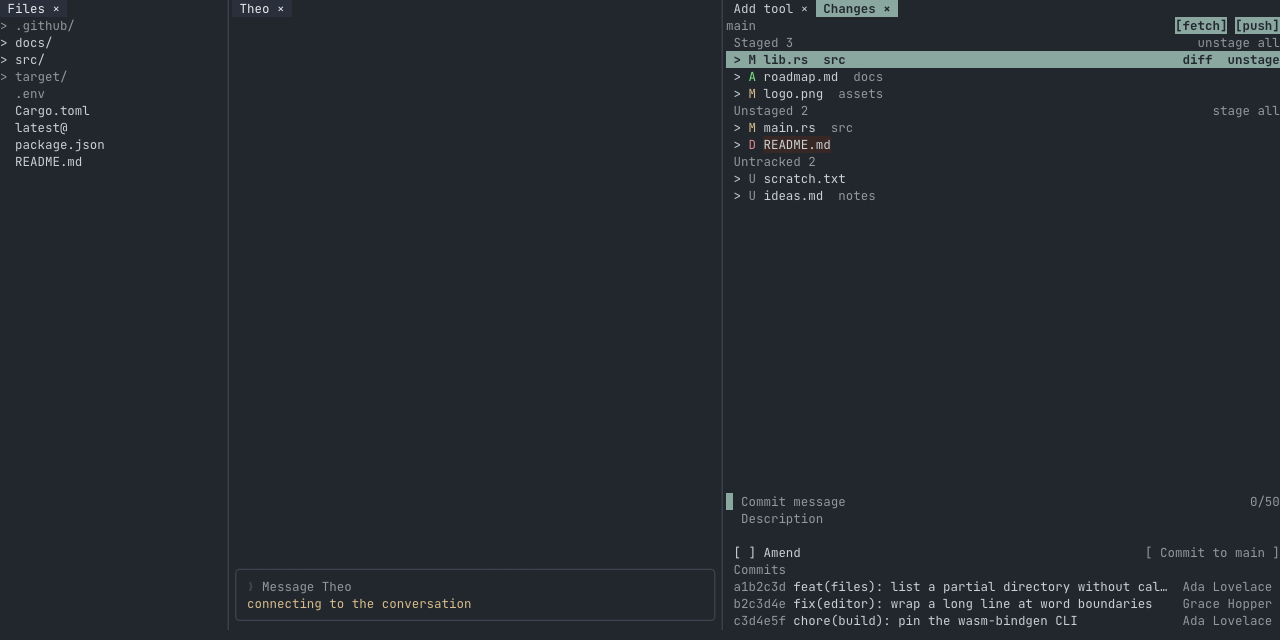 Files ×
> .github/
> docs/
> src/
> target/
.env
Cargo.toml
latest@
package.json
README.md
Theo ×
⟩ Message Theo
connecting to the conversation
Add tool × Changes ×
main [fetch] [push]
Staged 3 unstage all
> M lib.rs src diff unstage
> A roadmap.md docs
> M logo.png assets
Unstaged 2 stage all
> M main.rs src
> D README.md
Untracked 2
> U scratch.txt
> U ideas.md notes
Commit message 0/50
Description
[ ] Amend [ Commit to main ]
Commits
a1b2c3d feat(files): list a partial directory without cal… Ada Lovelace
b2c3d4e fix(editor): wrap a long line at word boundaries Grace Hopper
c3d4e5f chore(build): pin the wasm-bindgen CLI Ada Lovelace